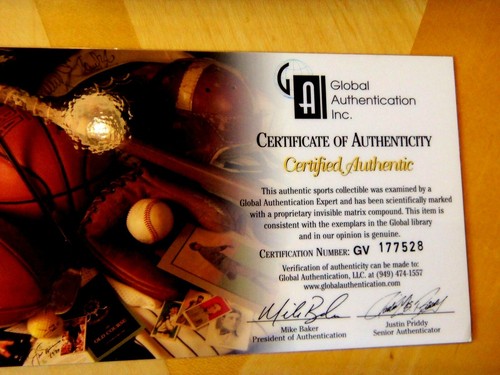 GAI
Global
Authentication
Inc.
CERTIFICATE OF AUTHENTICITY
Certified Authentic
This authentic sports collectible was examined by a
Global Authentication Expert and has been scientifically marked
with a proprietary invisible matrix compound. This item is
consistent with the exemplars in the Global library
and in our opinion is genuine.
CERTIFICATION NUMBER: GV 177528
Verification of authenticity can be made to:
Global Authentication, LLC. at (949) 474-1557
www.globalauthentication.com
Mike Baker
President of Authentication
Justin Priddy
Senior Authenticator